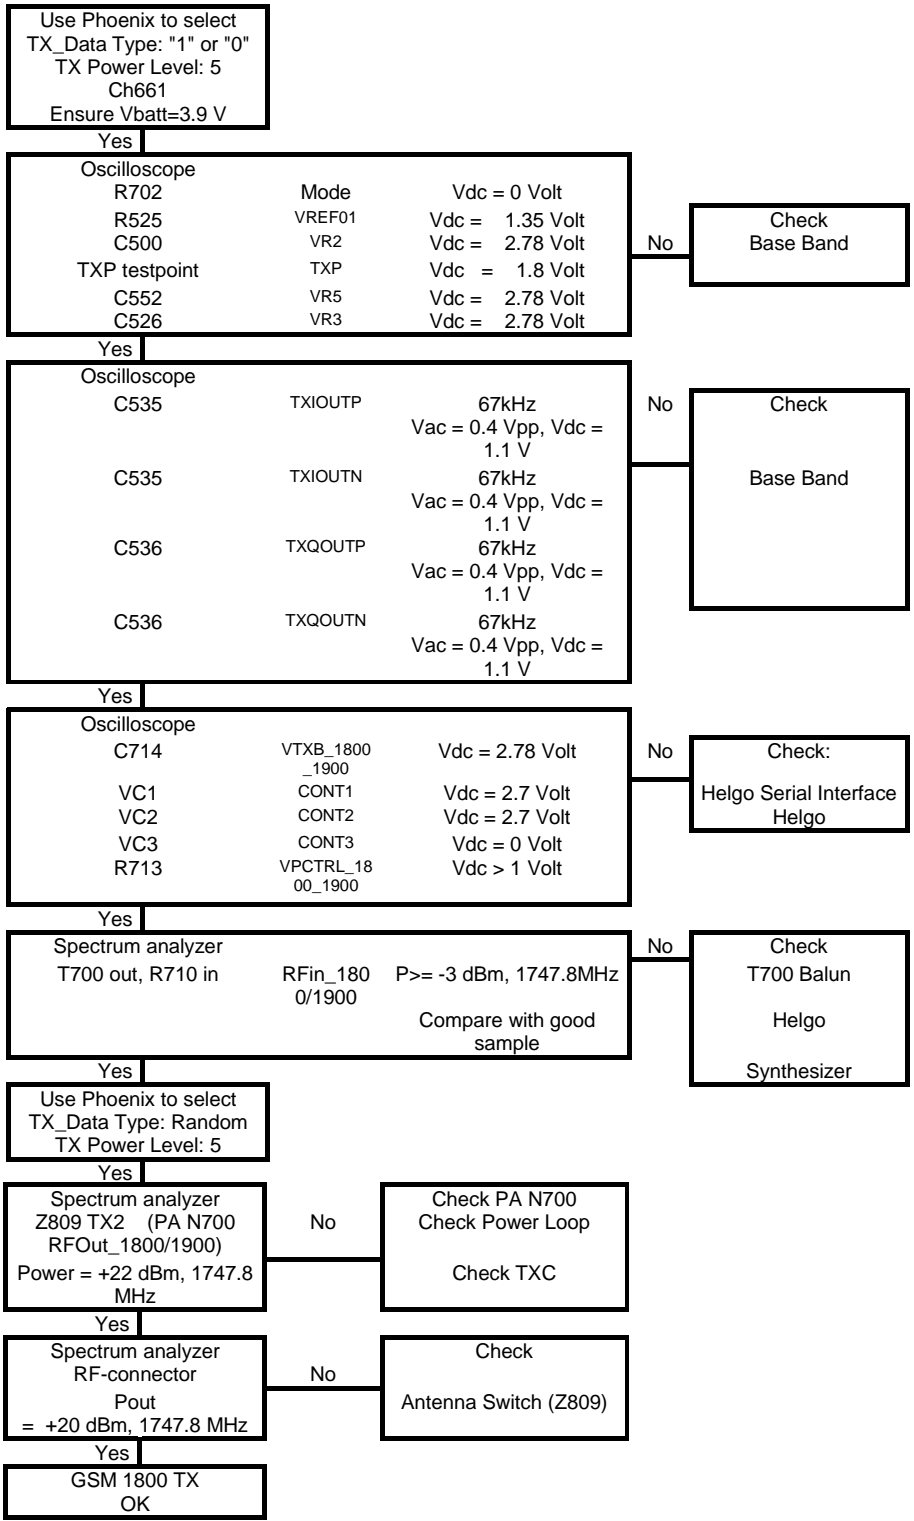 Use Phoenix to select
TX_Data Type: "1" or "0"
TX Power Level: 5
Ch661
Ensure Vbatt=3.9 V
Yes
Oscilloscope
R702 Mode Vdc = 0 Volt
R525 VREF01 Vdc = 1.35 Volt
C500 VR2 Vdc = 2.78 Volt
TXP testpoint TXP Vdc = 1.8 Volt
C552 VR5 Vdc = 2.78 Volt
C526 VR3 Vdc = 2.78 Volt
No
Check
Base Band
Yes
Oscilloscope
C535 TXIOUTP 67kHz
Vac = 0.4 Vpp, Vdc =
1.1 V
C535 TXIOUTN 67kHz
Vac = 0.4 Vpp, Vdc =
1.1 V
C536 TXQOUTP 67kHz
Vac = 0.4 Vpp, Vdc =
1.1 V
C536 TXQOUTN 67kHz
Vac = 0.4 Vpp, Vdc =
1.1 V
No
Check
Base Band
Yes
Oscilloscope
C714 VTXB_1800 Vdc = 2.78 Volt
_1900
VC1 CONT1 Vdc = 2.7 Volt
VC2 CONT2 Vdc = 2.7 Volt
VC3 CONT3 Vdc = 0 Volt
R713 VPCTRL_18 Vdc > 1 Volt
00_1900
No
Check:
Helgo Serial Interface
Helgo
Yes
Spectrum analyzer
T700 out, R710 in RFin_180 P>= -3 dBm, 1747.8MHz
0/1900
Compare with good
sample
No
Check
T700 Balun
Helgo
Synthesizer
Yes
Use Phoenix to select
TX_Data Type: Random
TX Power Level: 5
Yes
Spectrum analyzer
Z809 TX2 (PA N700
RFOut_1800/1900)
Power = +22 dBm, 1747.8
MHz
No
Check PA N700
Check Power Loop
Check TXC
Yes
Spectrum analyzer
RF-connector
Pout
= +20 dBm, 1747.8 MHz
No
Check
Antenna Switch (Z809)
Yes
GSM 1800 TX
OK